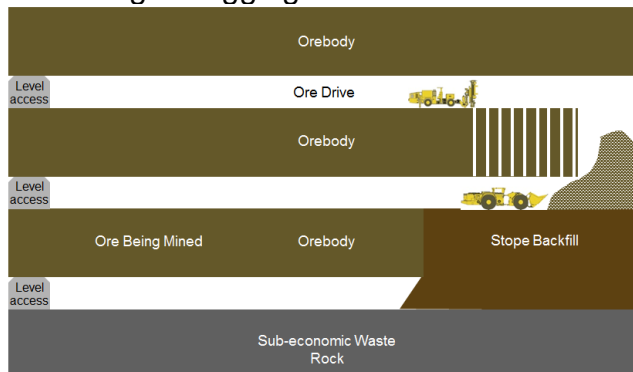 Orebody
Level
access
Ore Drive
Orebody
Level
access
Ore Being Mined
Orebody
Stope Backfill
Level
access
Sub-economic Waste
Rock